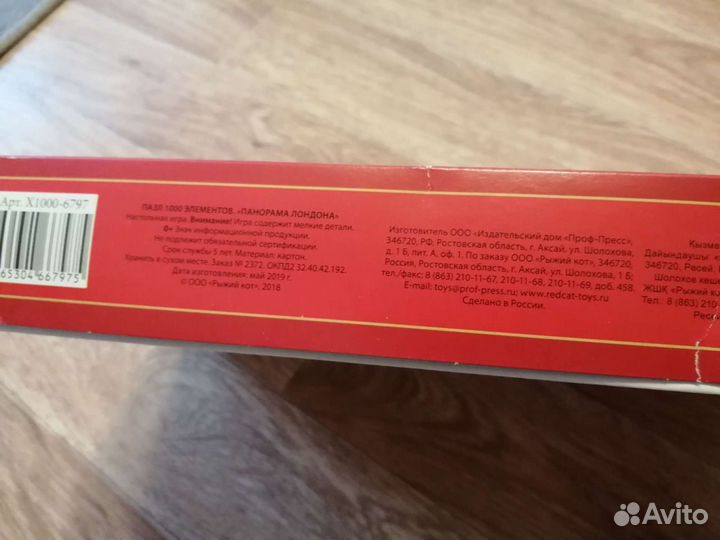 Арт. X1000-6797
65304 667975
ПАЗЛ 1000 ЭЛЕМЕНТОВ. «ПАНОРАМА ЛОНДОНА»
Настольная игра. Внимание! Игра содержит мелкие детали.
0+ Знак информационной продукции.
Не подлежит обязательной сертификации.
Срок службы 5 лет. Материал: картон.
Хранить в сухом месте. Заказ № 2372. ОКПД2 32.40.42.192.
Дата изготовления: май 2019 г.
© ООО «Рыжий кот», 2018
Изготовитель ООО «Издательский дом «Проф-Пресс»,
346720, РФ, Ростовская область, г. Аксай, ул. Шолохова,
д. 1 Б, лит. А, оф. 1. По заказу ООО «Рыжий кот», 346720,
Россия, Ростовская область, г. Аксай, ул. Шолохова, 1 Б;
тел./факс: 8 (863) 210-11-67, 210-11-68, 210-11-69, доб. 458.
E-mail: toys@prof-press.ru; www.redcat-toys.ru
Сделано в России.
Қызме
Дайындаушы: «
346720, Ресей,
Шолохов кеше
ЖШҚ «Рыжий ко
Тел.: 8 (863) 210
Ресей
Avito